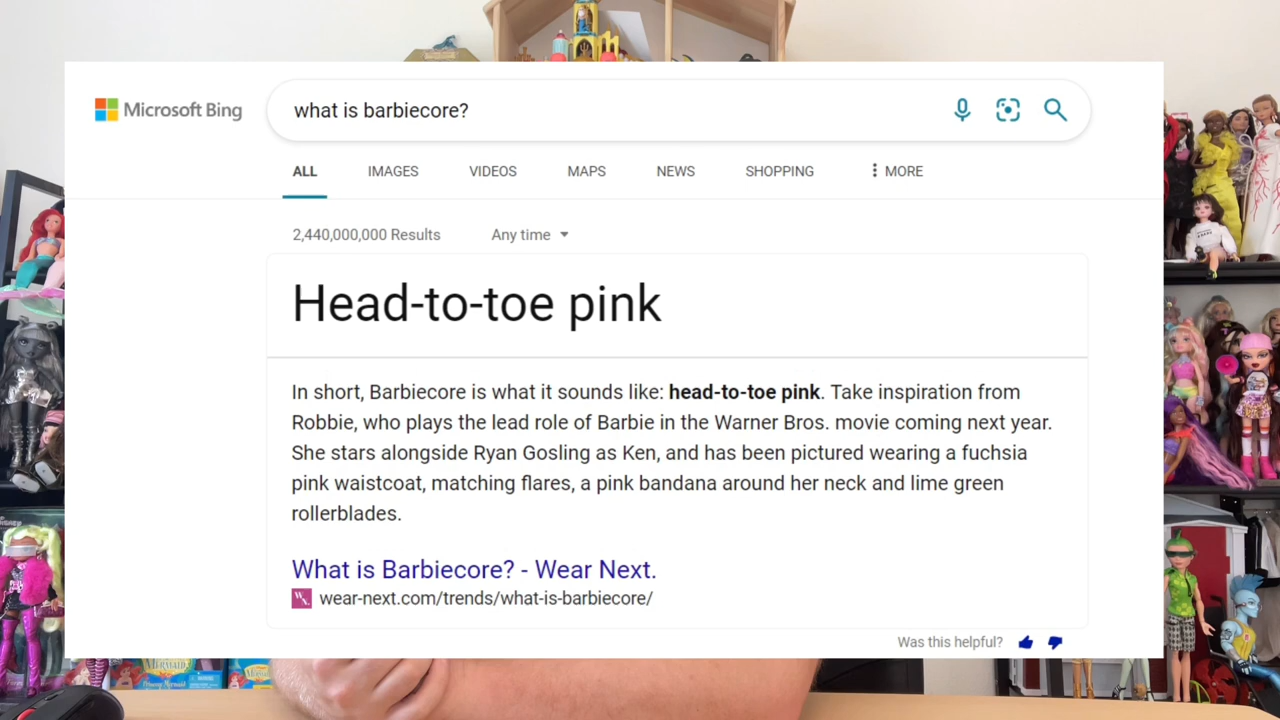 Microsoft Bing
what is barbiecore?
ALL IMAGES VIDEOS MAPS NEWS SHOPPING MORE
2,440,000,000 Results Any time
Head-to-toe pink
In short, Barbiecore is what it sounds like: head-to-toe pink. Take inspiration from
Robbie, who plays the lead role of Barbie in the Warner Bros. movie coming next year.
She stars alongside Ryan Gosling as Ken, and has been pictured wearing a fuchsia
pink waistcoat, matching flares, a pink bandana around her neck and lime green
rollerblades.
What is Barbiecore? - Wear Next.
wear-next.com/trends/what-is-barbiecore/
Was this helpful?